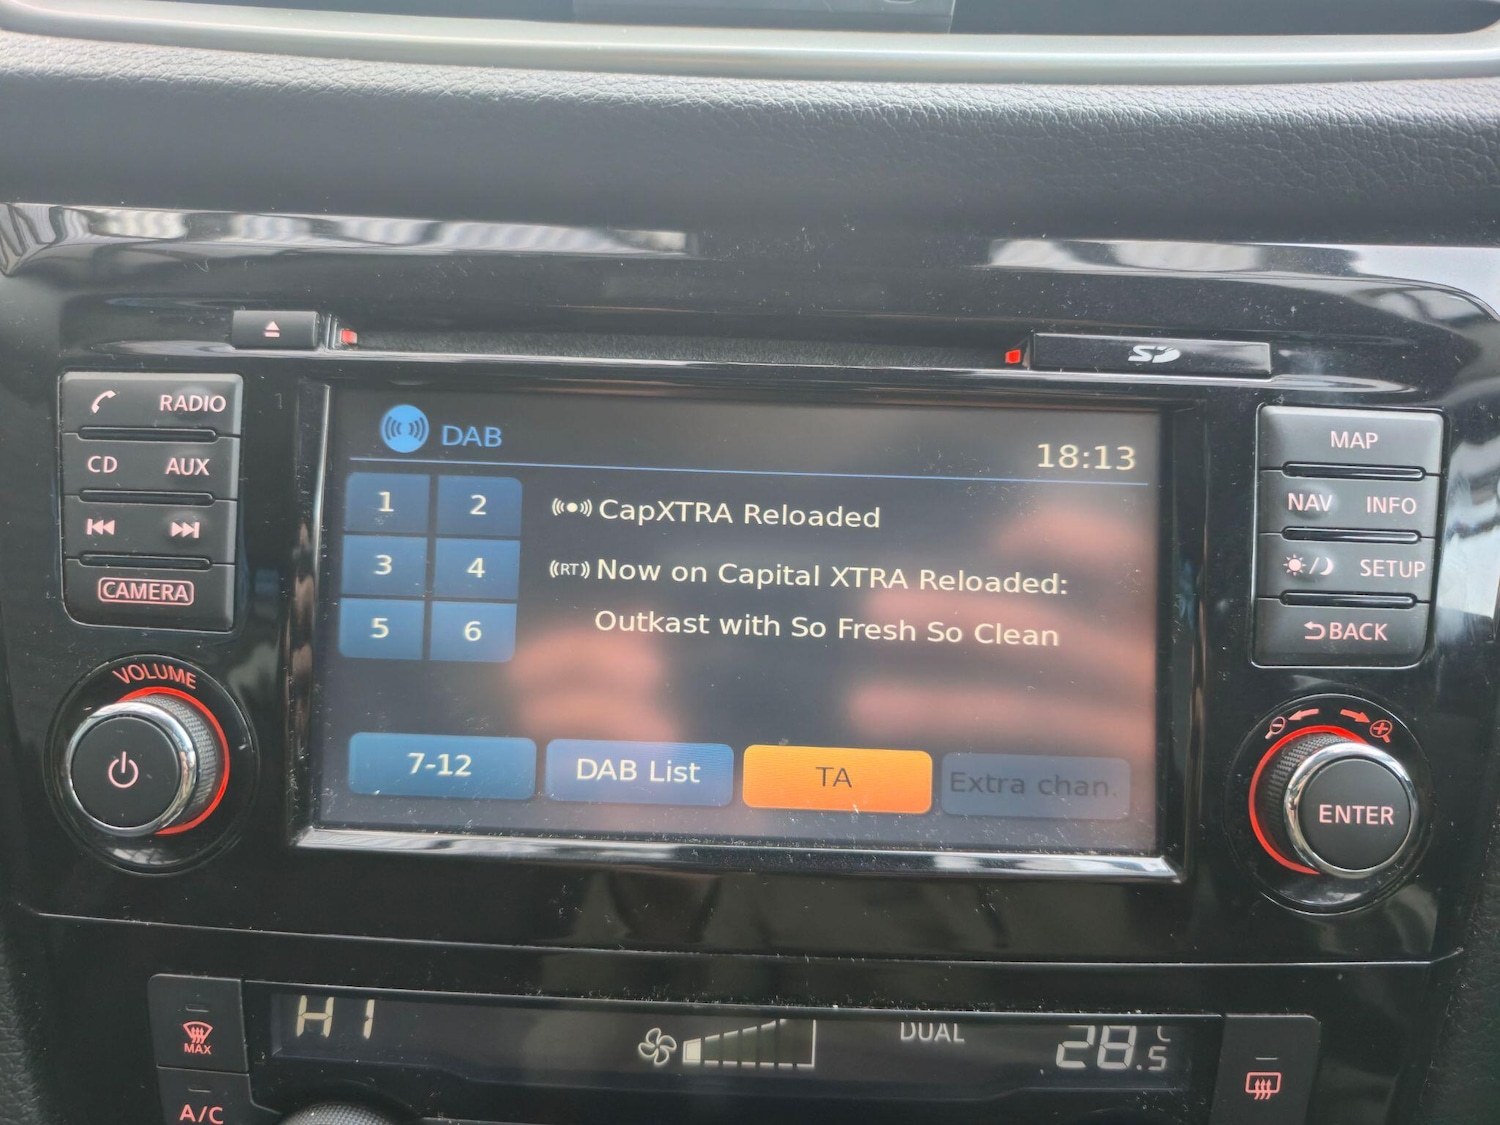 SD
RADIO
CD AUX
CAMERA
VOLUME
DAB
18:13
1 2
3 4
5 6
CapXTRA Reloaded
(RT) Now on Capital XTRA Reloaded:
Outkast with So Fresh So Clean
7-12
DAB List
TA
Extra chan.
MAP
NAV INFO
SETUP
BACK
ENTER
MAX
A/C
HI
DUAL
28.5 C